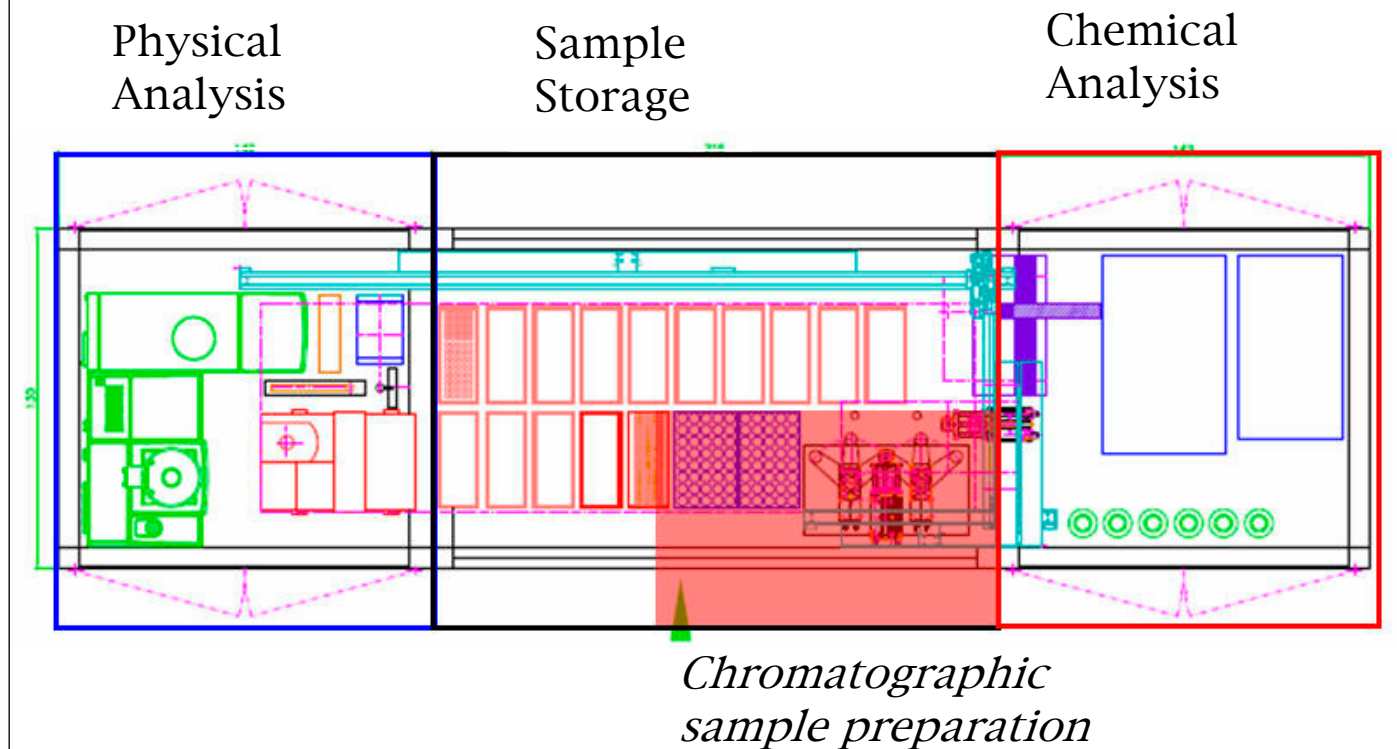 Physical
Analysis
Sample
Storage
Chemical
Analysis
Chromatographic
sample preparation